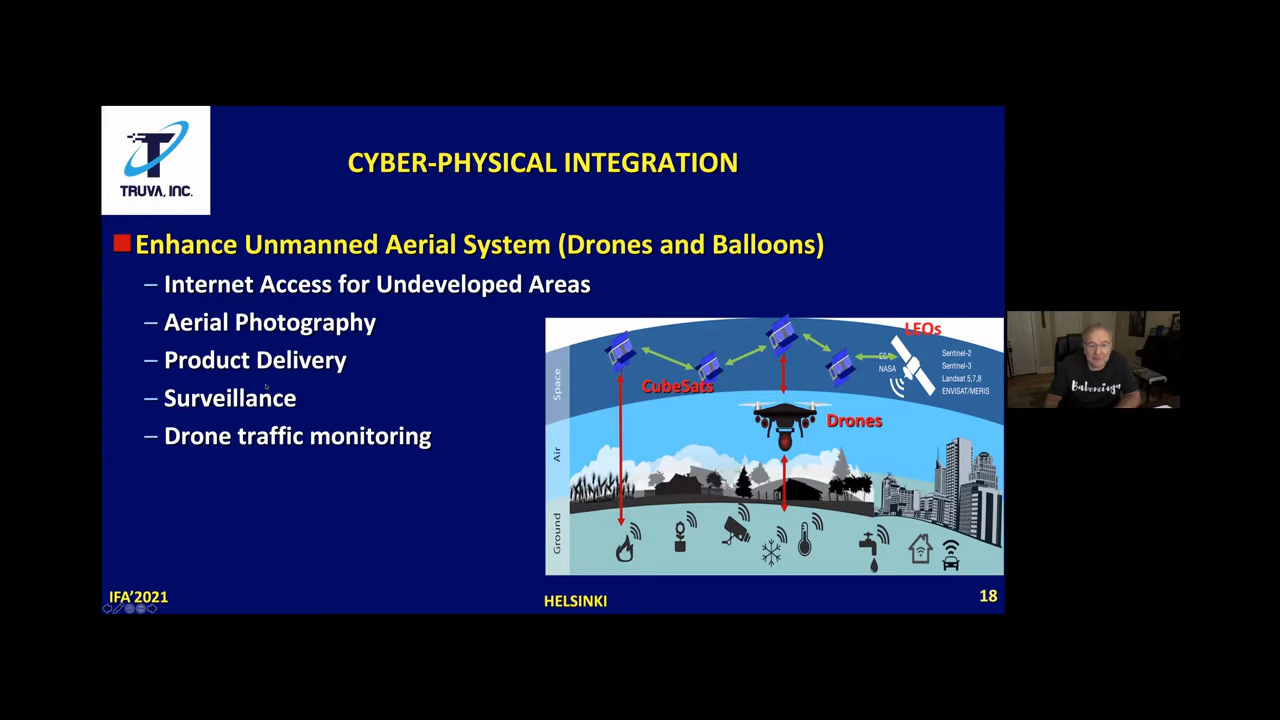 T
TRUVA, INC.
CYBER-PHYSICAL INTEGRATION
Enhance Unmanned Aerial System (Drones and Balloons)
– Internet Access for Undeveloped Areas
– Aerial Photography
– Product Delivery
– Surveillance
– Drone traffic monitoring
LEOs
ESA
NASA
Sentinel-2
Sentinel-3
Landsat 5,7,8
ENVISAT/MERIS
CubeSats
Drones
Space
Air
Ground
IFA’2021
HELSINKI
18